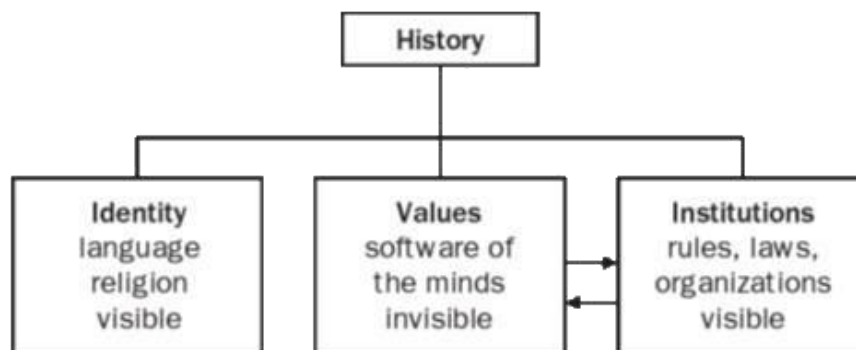 History
Identity
language
religion
visible
Values
software of
the minds
invisible
Institutions
rules, laws,
organizations
visible